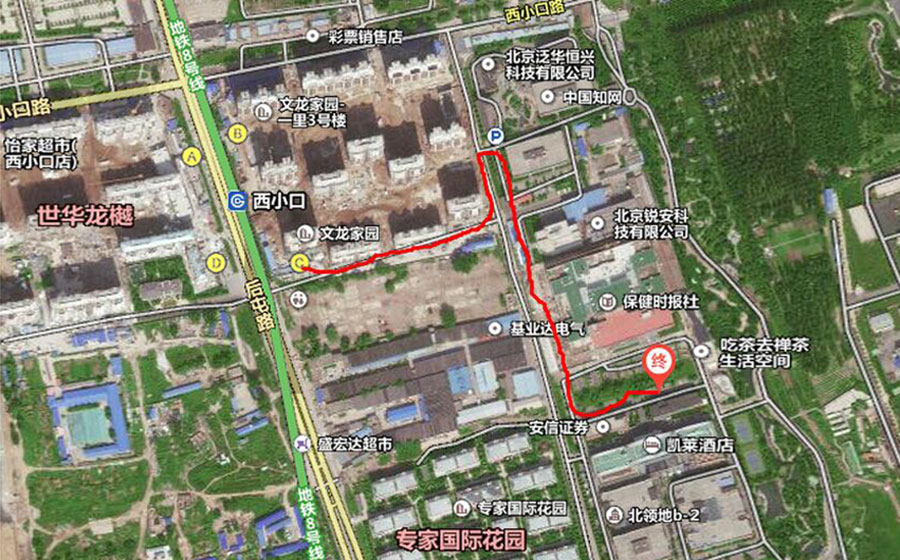 西小口路
地铁8号线
彩票销售店
北京泛华恒兴
科技有限公司
中国知网
小口路
文龙家园-
一里3号楼
P
B
怡家超市(
西小口店)
A
西小口
世华龙樾
北京锐安科
技有限公司
文龙家园
D
C
后屯路
保健时报社
基业达电气
吃茶去禅茶
生活空间
终
安信证券
盛宏达超市
凯莱酒店
地铁8号线
专家国际花园
北领地b-2
专家国际花园